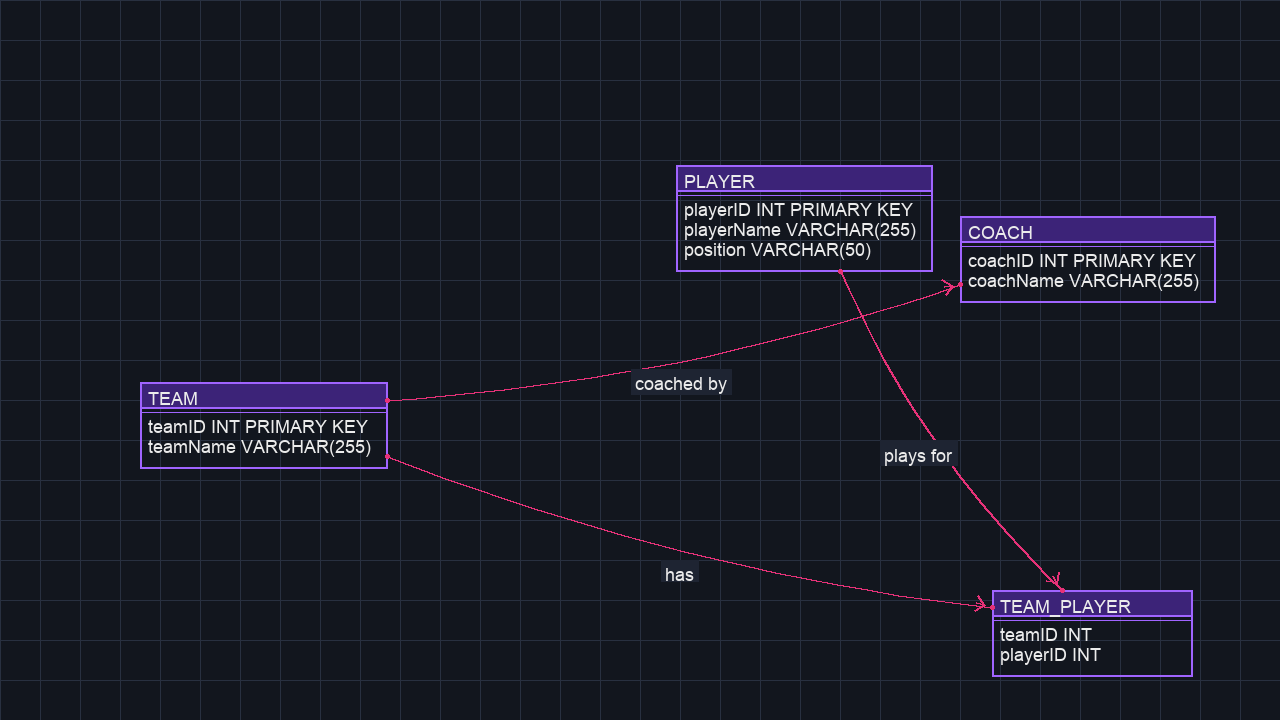 PLAYER
playerID INT PRIMARY KEY
playerName VARCHAR(255)
position VARCHAR(50)
COACH
coachID INT PRIMARY KEY
coachName VARCHAR(255)
coached by
TEAM
teamID INT PRIMARY KEY
teamName VARCHAR(255)
plays for
has
TEAM_PLAYER
teamID INT
playerID INT